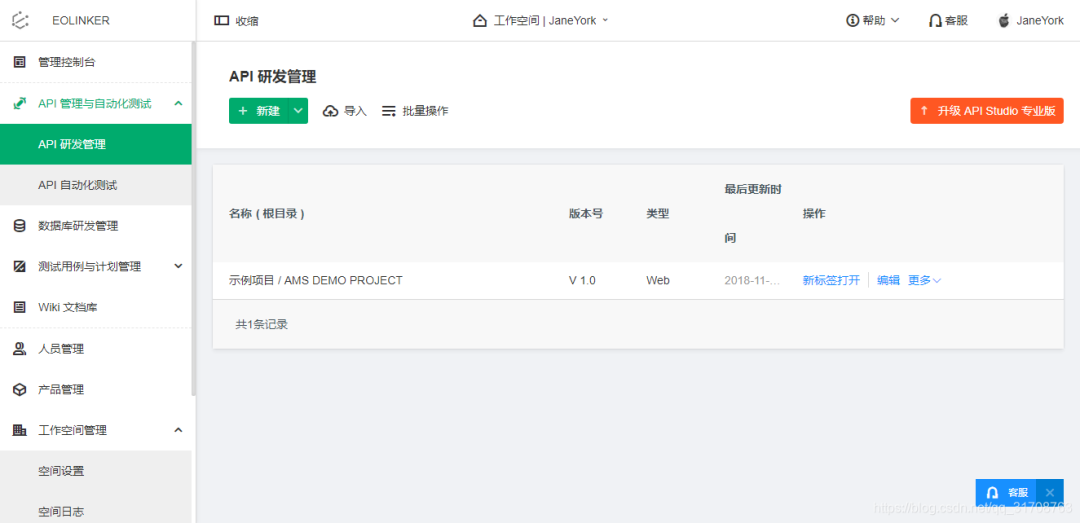 EOLINKER
收缩
工作空间 | JaneYork
帮助
客服
JaneYork
管理控制台
API 管理与自动化测试
API 研发管理
API 自动化测试
数据库研发管理
测试用例与计划管理
Wiki 文档库
人员管理
产品管理
工作空间管理
空间设置
空间日志
API 研发管理
+ 新建
导入
批量操作
升级 API Studio 专业版
名称 ( 根目录 )
版本号
类型
最后更新时
间
操作
示例项目 / AMS DEMO PROJECT
V 1.0
Web
2018-11-...
新标签打开
编辑
更多
共1条记录
客服